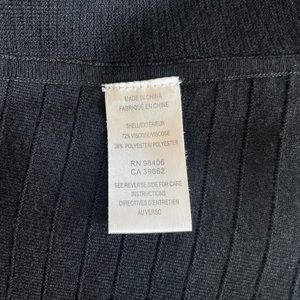 MADE IN CHINA
FABRIQUÉ EN CHINE
SHELL/EXTÉRIEUR
72% VISCOSE/VISCOSE
28% POLYESTER/POLYESTER
RN 98406
CA 39862
SEE REVERSE SIDE FOR CARE
INSTRUCTIONS
DIRECTIVES D'ENTRETIEN
AU VERSO